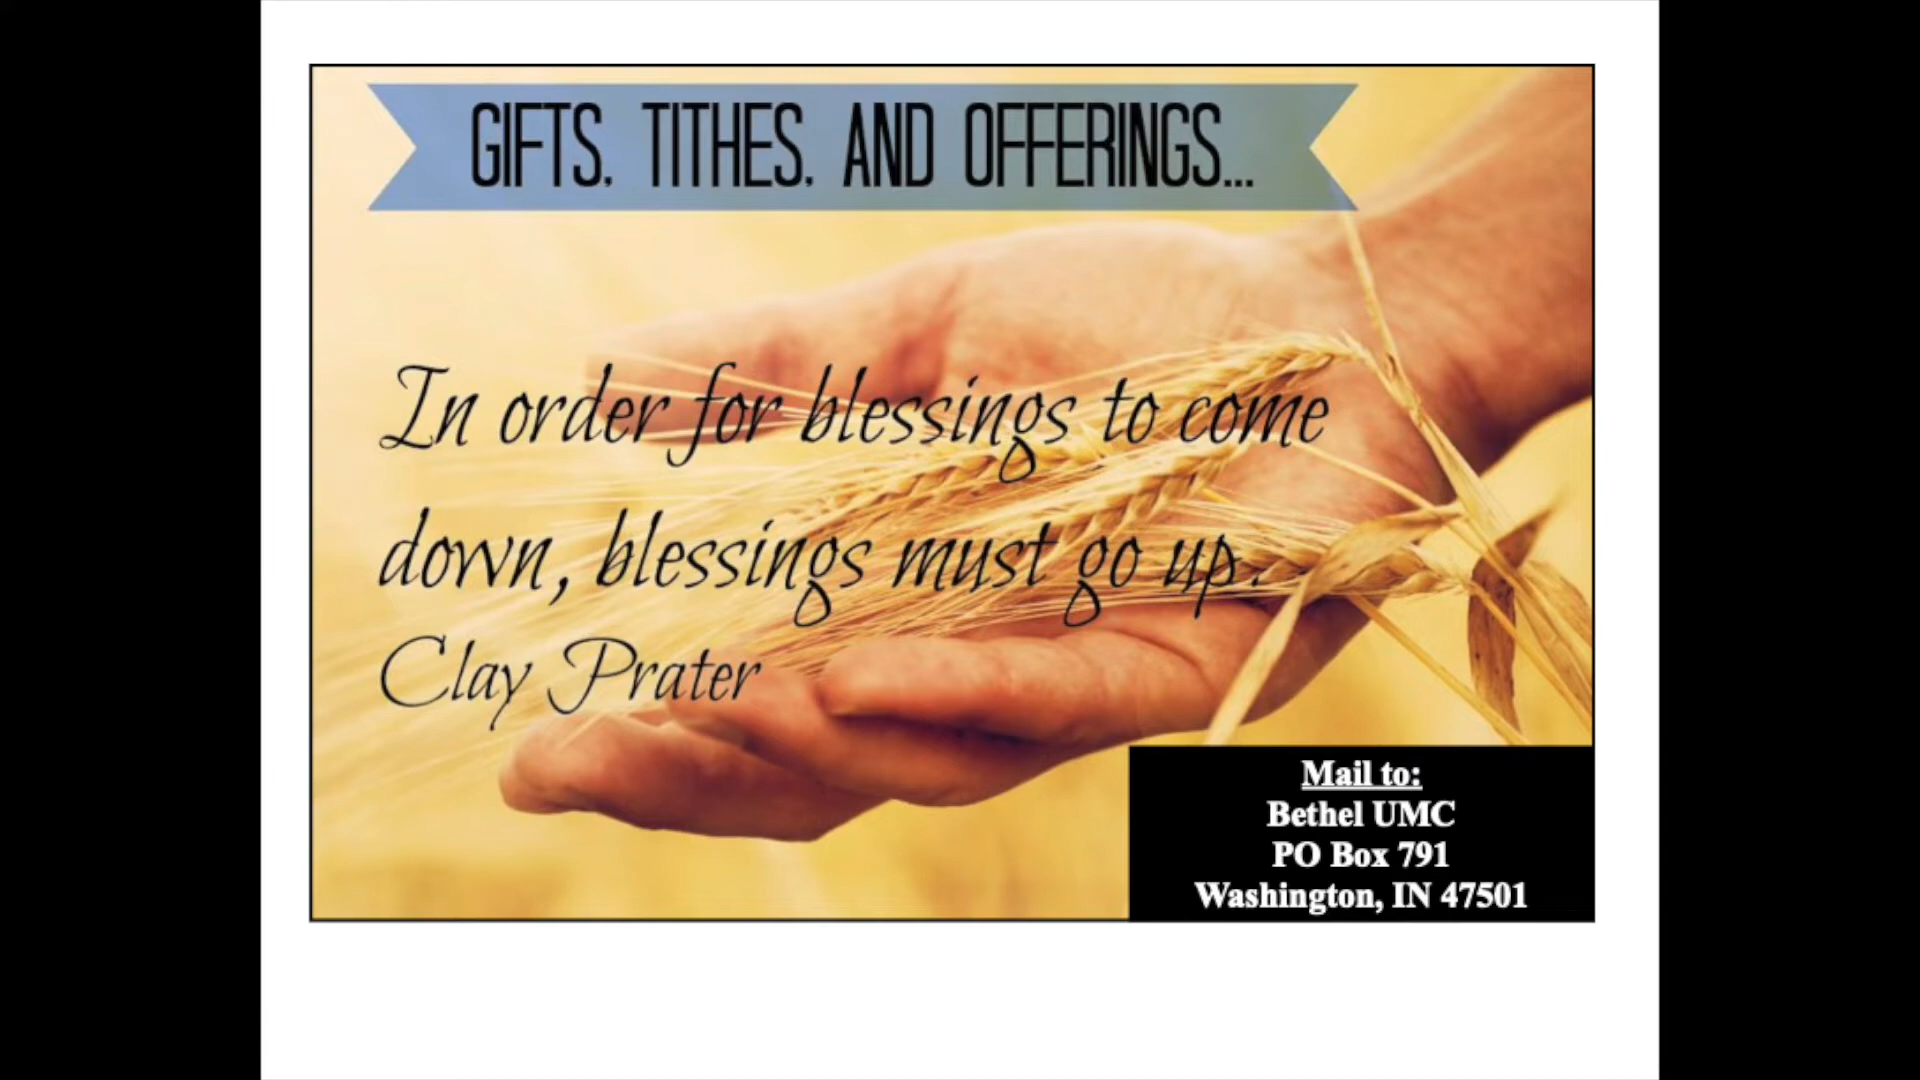 GIFTS, TITHES, AND OFFERINGS...
In order for blessings to come
down, blessings must go up.
Clay Prater
Mail to:
Bethel UMC
PO Box 791
Washington, IN 47501